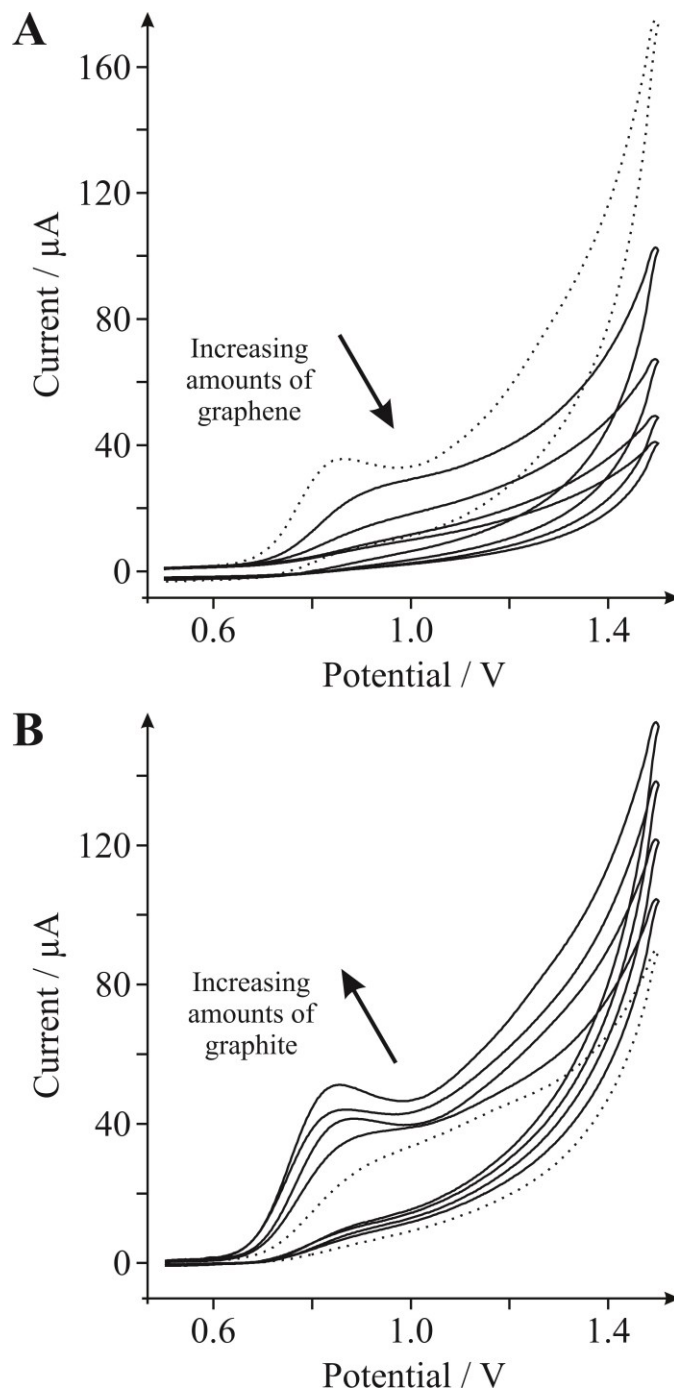 A
160
120
80
40
0
Current / µA
Increasing
amounts of
graphene
0.6
1.0
1.4
Potential / V
B
120
80
40
0
Current / µA
Increasing
amounts of
graphite
0.6
1.0
1.4
Potential / V